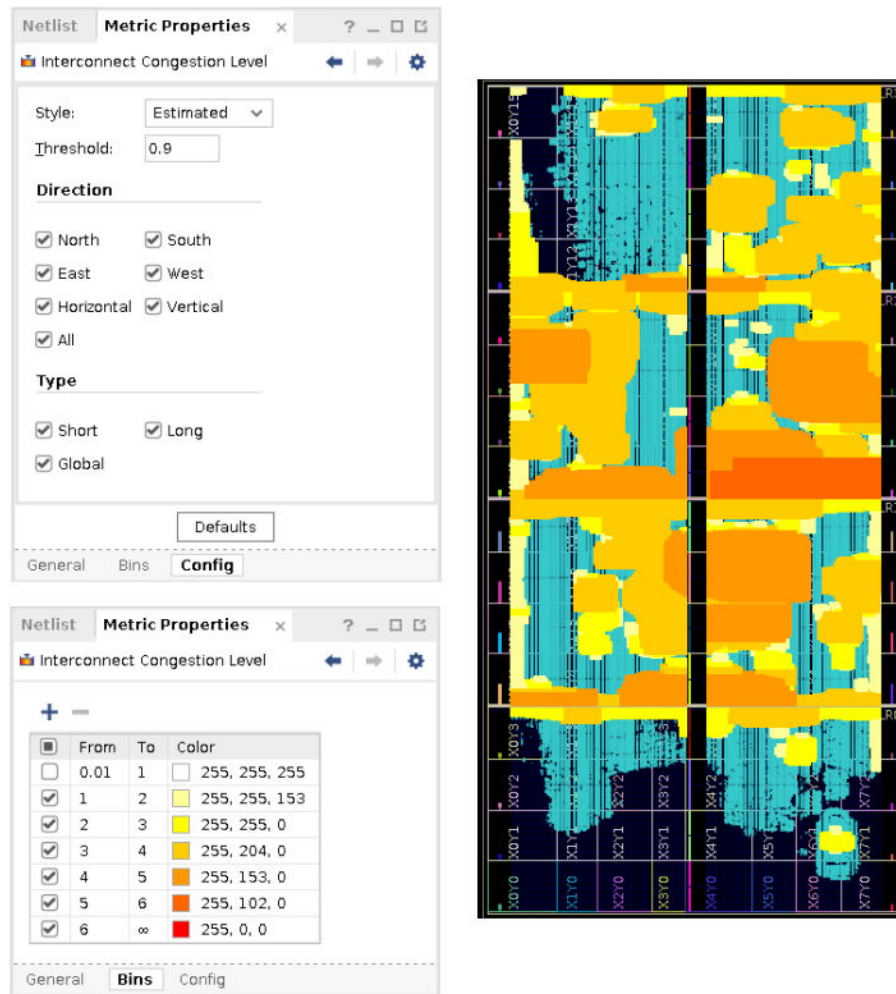 Netlist Metric Properties × ? _
Interconnect Congestion Level
Style: Estimated
Threshold: 0.9
Direction
North South
East West
Horizontal Vertical
All
Type
Short Long
Global
Defaults
General Bins Config
Netlist Metric Properties × ? _
Interconnect Congestion Level
+ −
From To Color
0.01 1 255, 255, 255
1 2 255, 255, 153
2 3 255, 255, 0
3 4 255, 204, 0
4 5 255, 153, 0
5 6 255, 102, 0
6 ∞ 255, 0, 0
General Bins Config
X0Y15
X0Y3
X0Y2 X2Y2 X3Y2 X4Y2 X7Y2
X0Y1 X2Y1 X3Y1 X4Y1 X6Y1 X7Y1
X0Y0 X1Y0 X2Y0 X3Y0 X4Y0 X5Y0 X6Y0 X7Y0